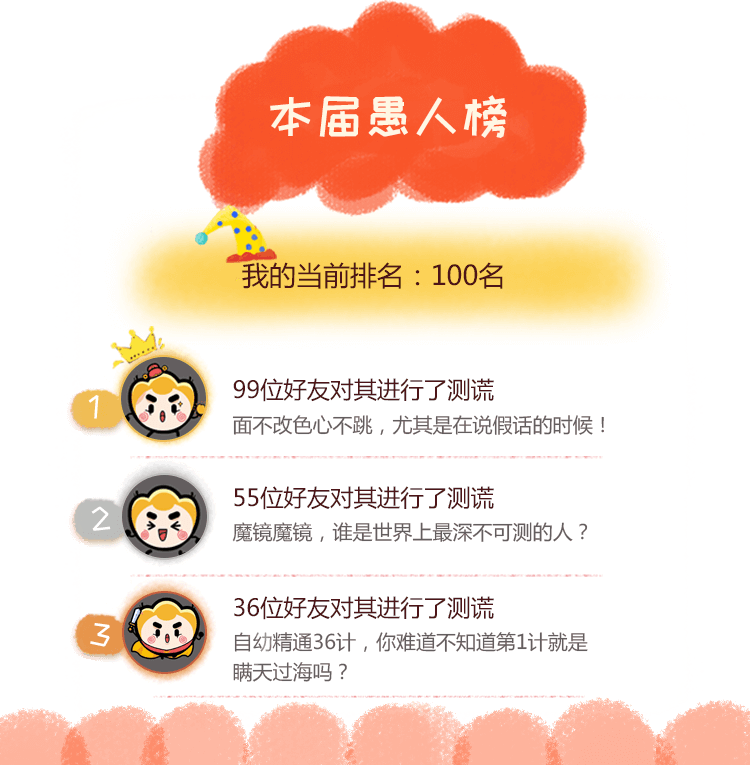 本届愚人榜
我的当前排名：100名
1
99位好友对其进行了测谎
面不改色心不跳，尤其是在说假话的时候！
2
55位好友对其进行了测谎
魔镜魔镜，谁是世界上最深不可测的人？
3
36位好友对其进行了测谎
自幼精通36计，你难道不知道第1计就是
瞒天过海吗？